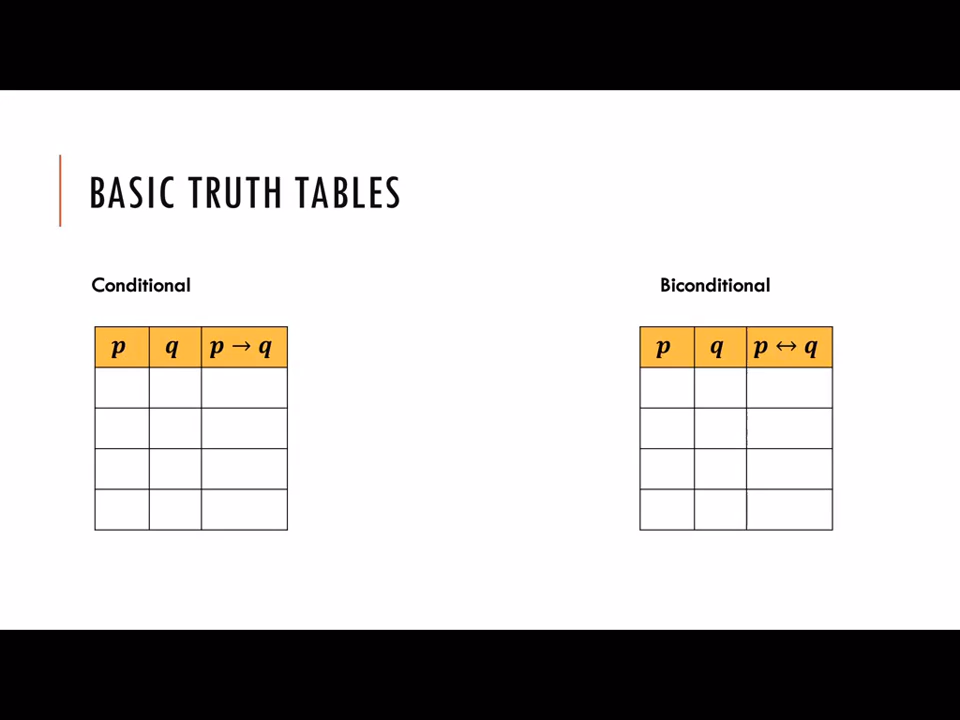 BASIC TRUTH TABLES
Conditional
p q p → q
Biconditional
p q p ↔ q